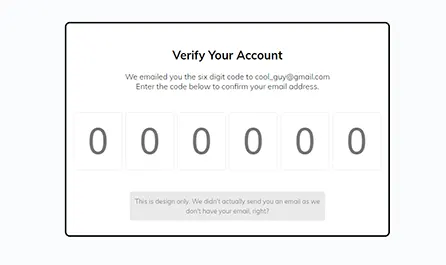 Verify Your Account
We emailed you the six digit code to cool_guy@gmail.com
Enter the code below to confirm your email address.
0 0 0 0 0 0
This is design only. We didn't actually send you an email as we
don't have your email, right?